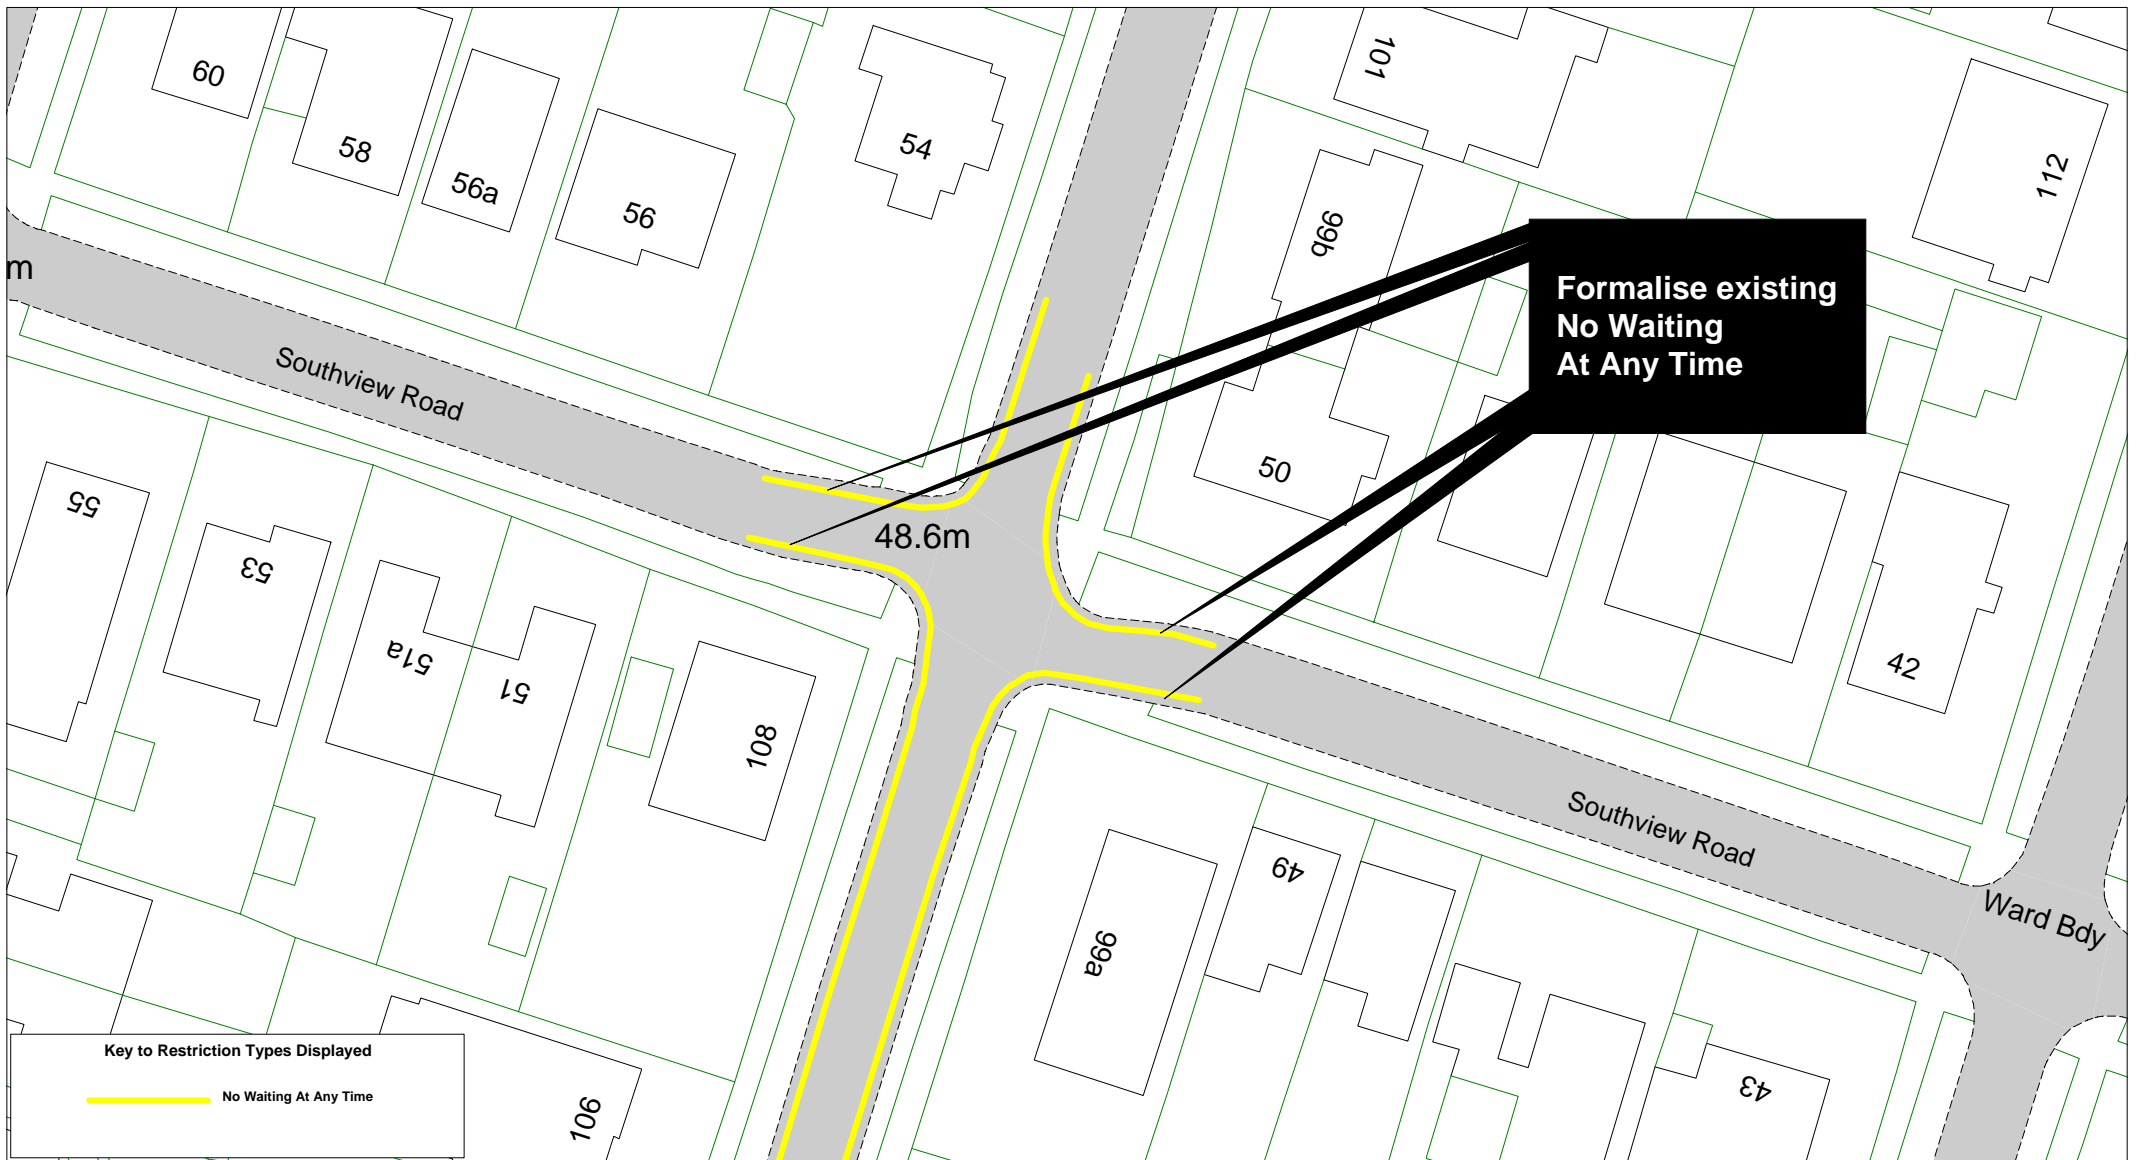 60
58
56a
56
54
101
112
99b
m
Formalise existing
No Waiting
At Any Time
Southview Road
50
48.6m
55
53
51a
51
108
42
Southview Road
49
99a
Ward Bdy
43
106
Key to Restriction Types Displayed
No Waiting At Any Time